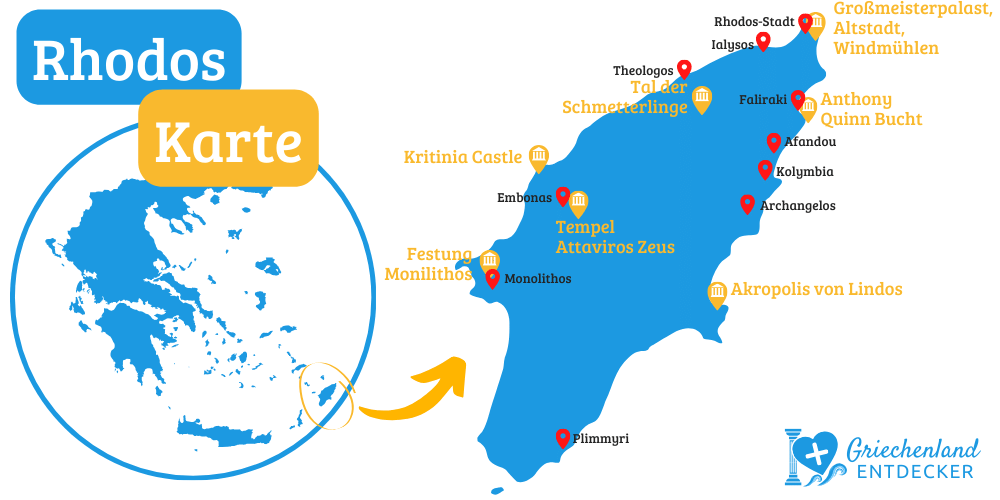 Rhodos
Karte
Großmeisterpalast,
Altstadt,
Windmühlen
Rhodos-Stadt
Ialysos
Theologos
Tal der
Schmetterlinge
Faliraki
Anthony
Quinn Bucht
Afandou
Kritinia Castle
Kolymbia
Embonas
Archangelos
Tempel
Attaviros Zeus
Festung
Monilithos
Monolithos
Akropolis von Lindos
Plimmyri
Griechenland
ENTDECKER